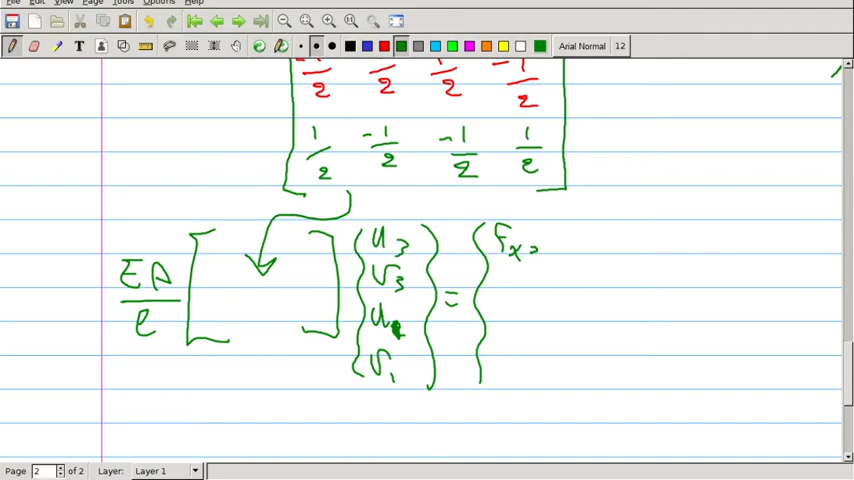 File Edit View Page Tools Options Help
Arial Normal 12
-1/2 1/2 1/2 -1/2
1/2 -1/2 -1/2 1/2
EA/l [ ] { u3 v3 u1 v1 } = { Fx3
Page 2 of 2 Layer: Layer 1